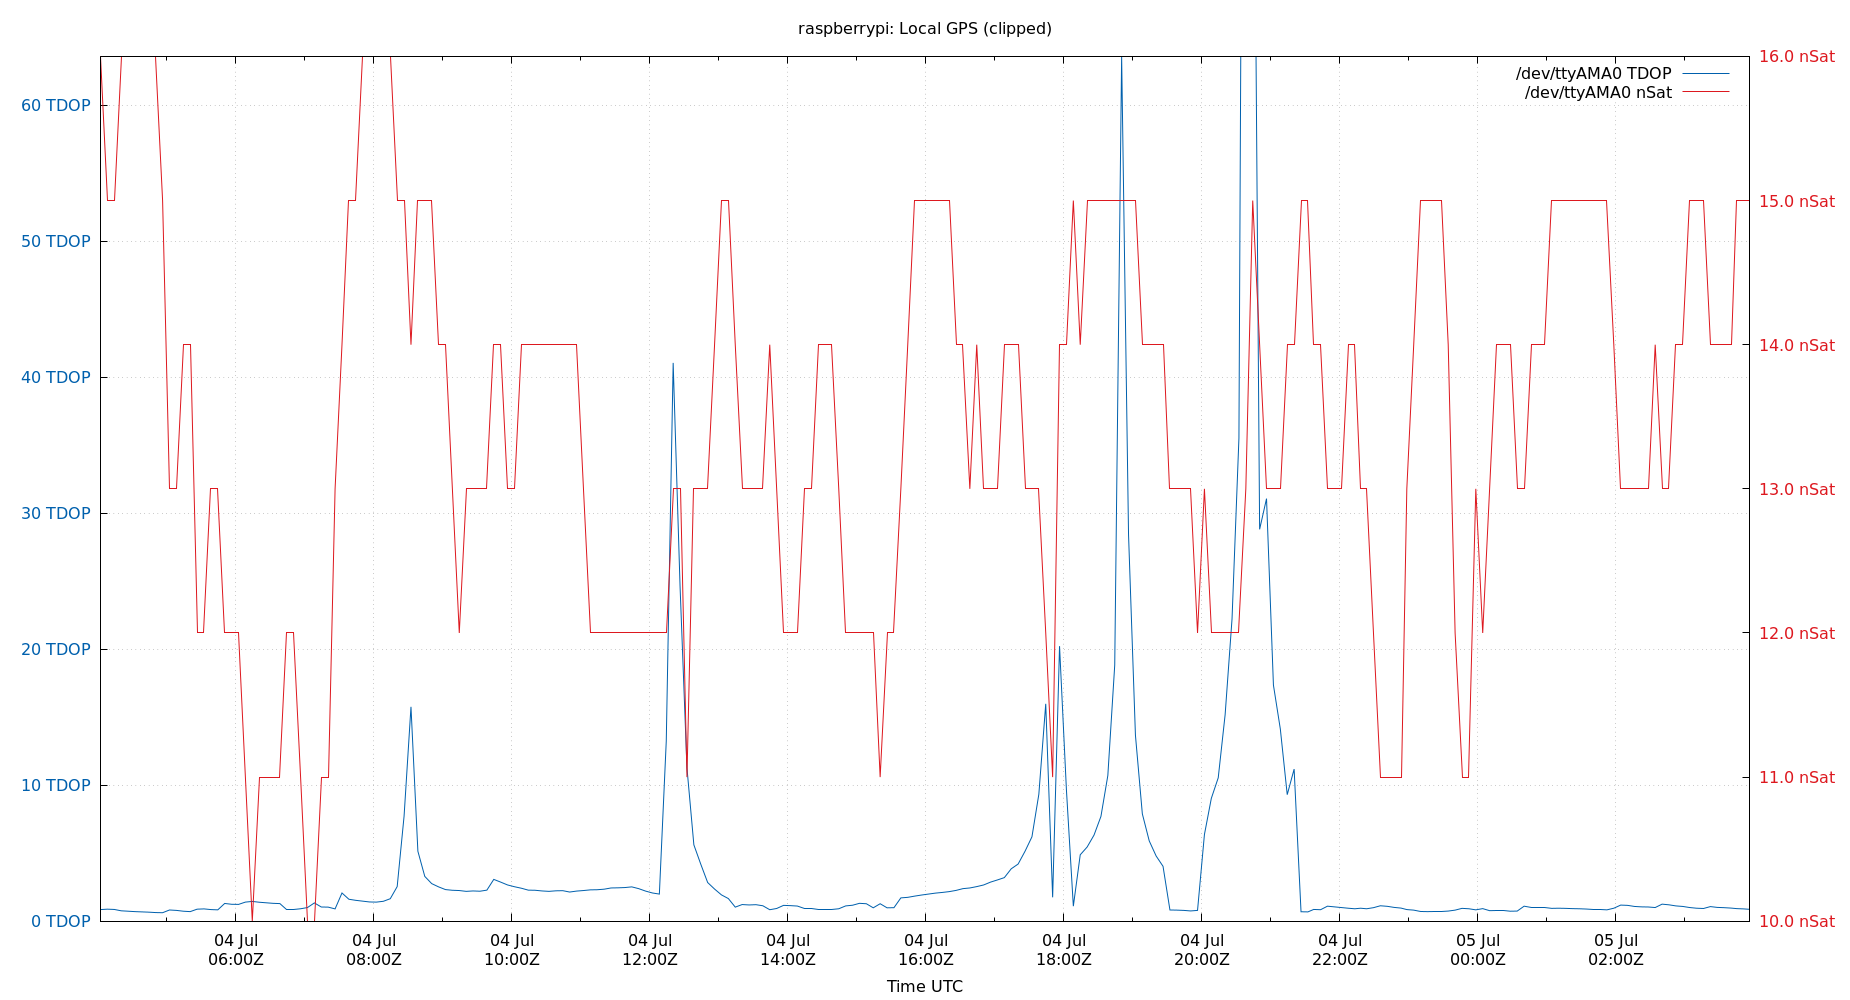 raspberrypi: Local GPS (clipped)
16.0 nSat
/dev/ttyAMA0 TDOP
/dev/ttyAMA0 nSat
60 TDOP
15.0 nSat
50 TDOP
14.0 nSat
40 TDOP
13.0 nSat
30 TDOP
12.0 nSat
20 TDOP
11.0 nSat
10 TDOP
10.0 nSat
0 TDOP
04 Jul 04 Jul 04 Jul 04 Jul 04 Jul 04 Jul 04 Jul 04 Jul 04 Jul 05 Jul 05 Jul
06:00Z 08:00Z 10:00Z 12:00Z 14:00Z 16:00Z 18:00Z 20:00Z 22:00Z 00:00Z 02:00Z
Time UTC